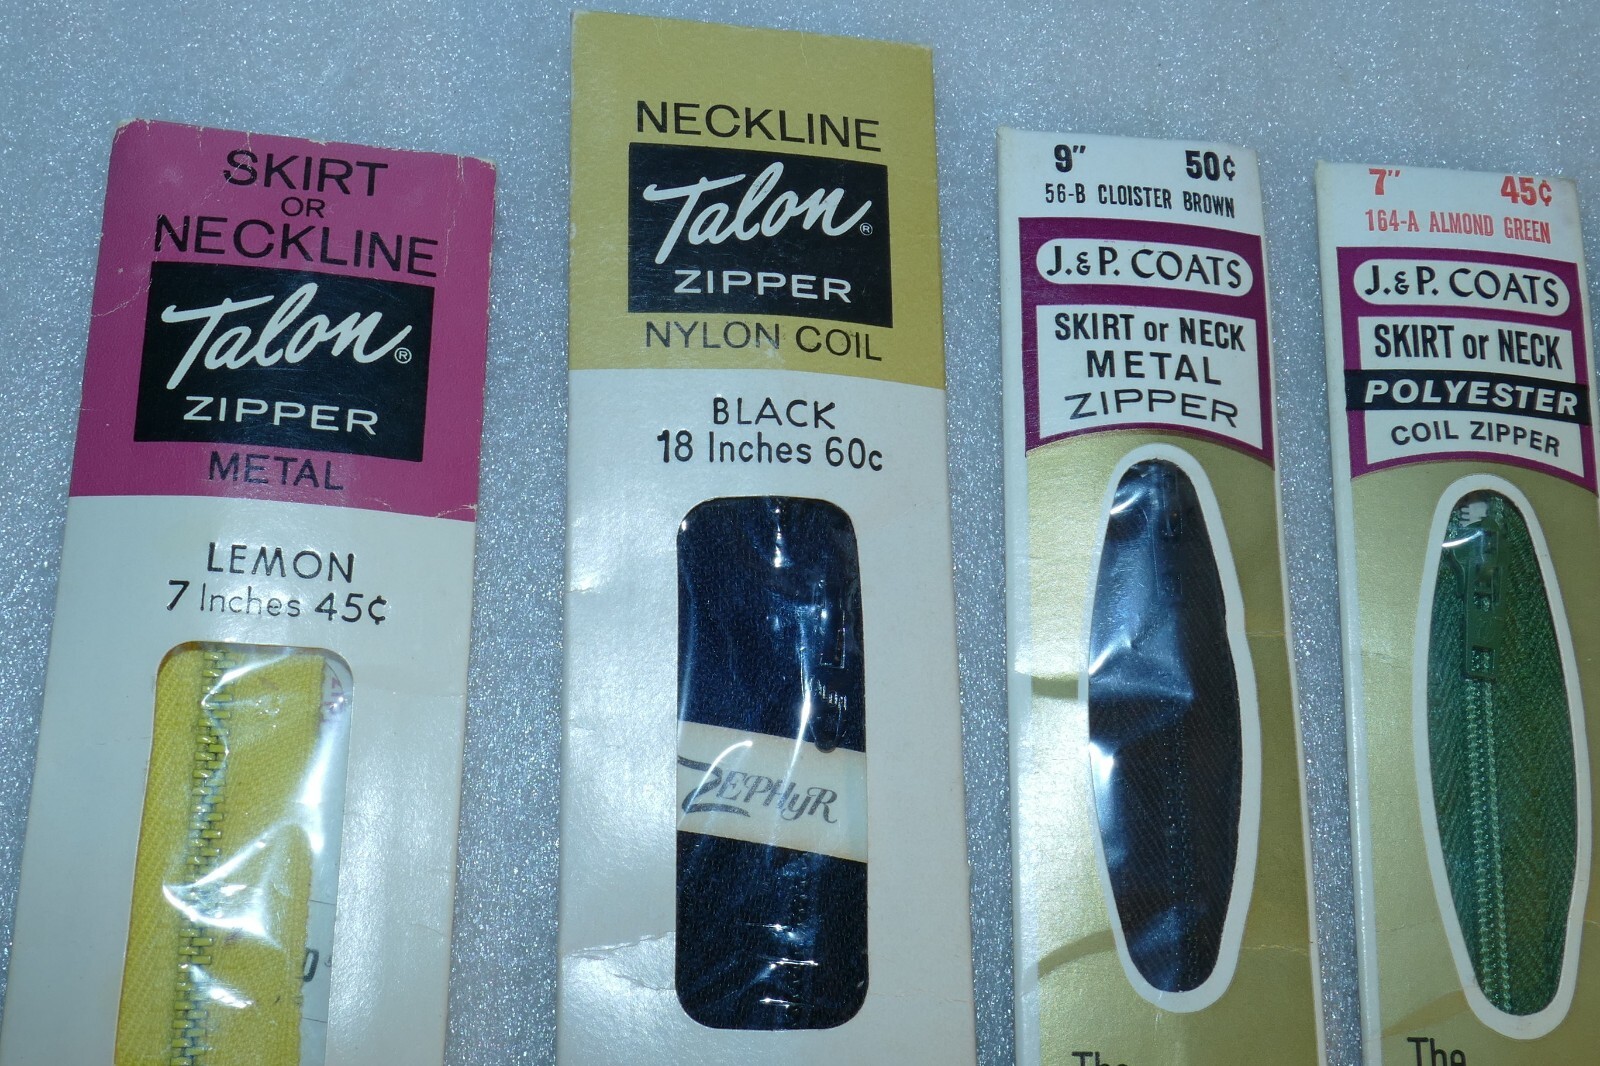 SKIRT
OR
NECKLINE
Talon®
ZIPPER
METAL
LEMON
7 Inches 45¢
NECKLINE
Talon®
ZIPPER
NYLON COIL
BLACK
18 Inches 60c
ZEPHyR
9" 50¢
56-B CLOISTER BROWN
J.&P. COATS
SKIRT or NECK
METAL
ZIPPER
The
7" 45¢
164-A ALMOND GREEN
J.&P. COATS
SKIRT or NECK
POLYESTER
COIL ZIPPER
The